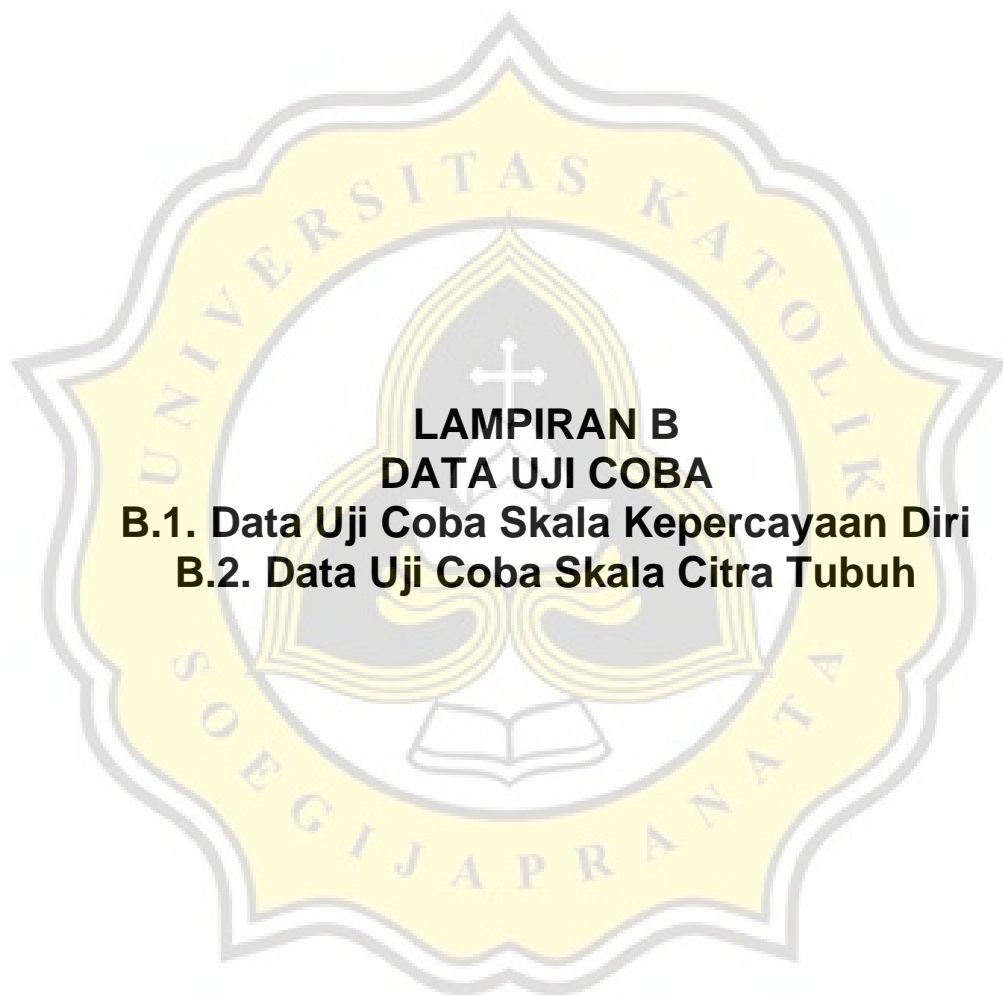 UNIVERSITAS KATOLIK
LAMPIRAN B
DATA UJI COBA
B.1. Data Uji Coba Skala Kepercayaan Diri
B.2. Data Uji Coba Skala Citra Tubuh
SOEGIJAPRANATA